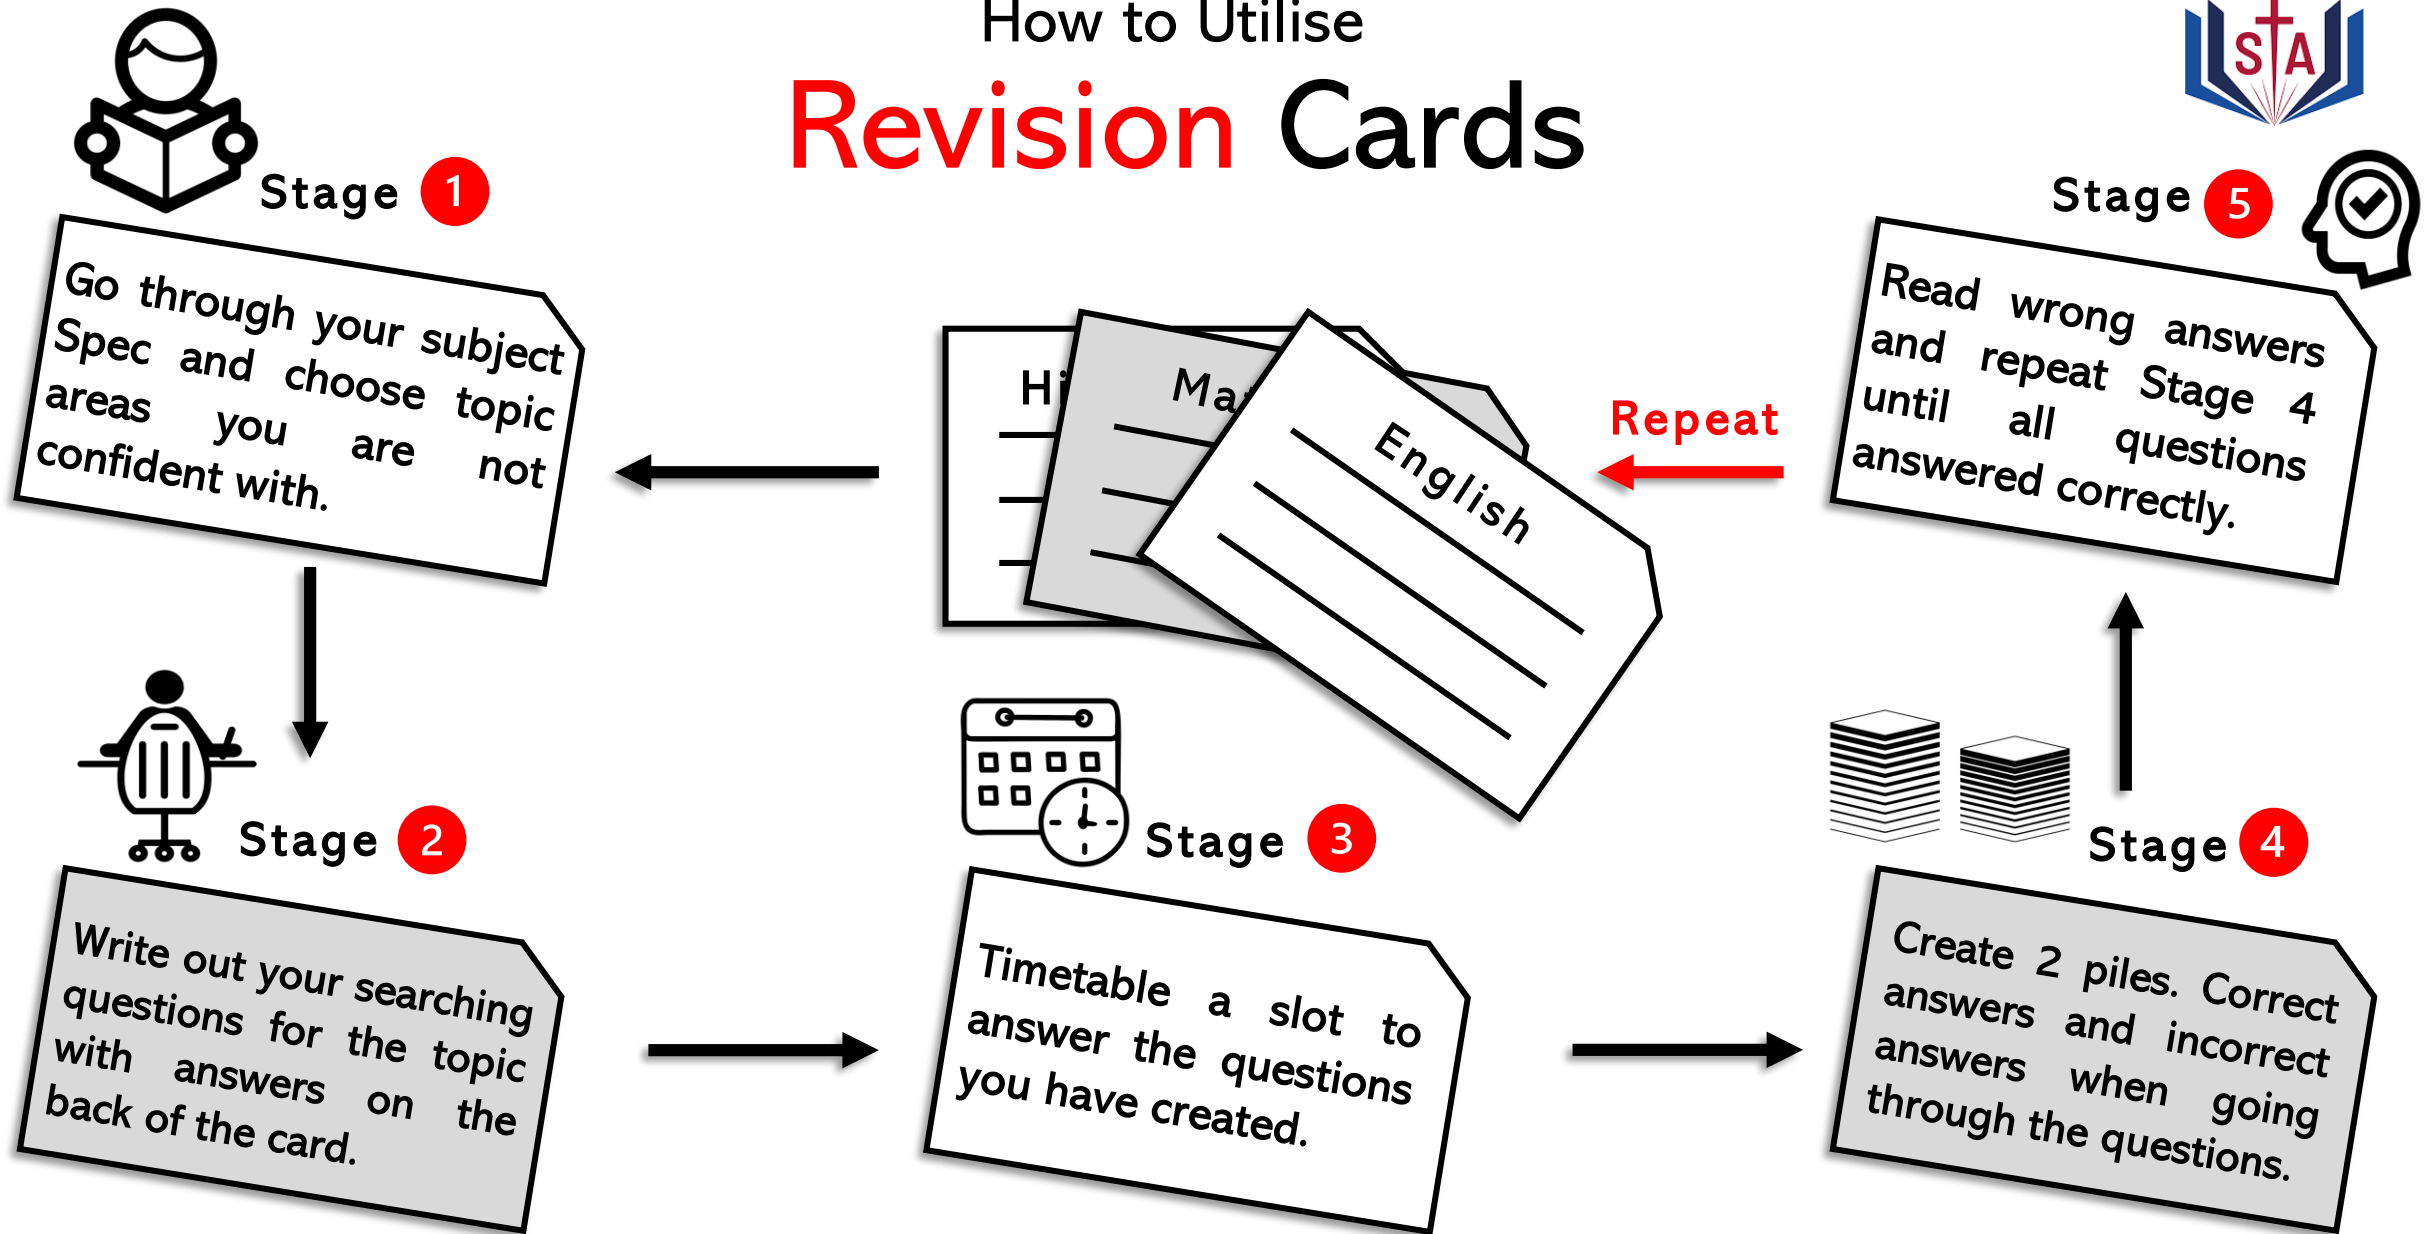 How to Utilise
Revision Cards
STA
Stage 1
Go through your subject
Spec and choose topic
areas you are not
confident with.
Stage 2
Write out your searching
questions for the topic
with answers on the
back of the card.
Stage 3
Timetable a slot to
answer the questions
you have created.
Stage 4
Create 2 piles. Correct
answers and incorrect
answers when going
through the questions.
Stage 5
Read wrong answers
and repeat Stage 4
until all questions
answered correctly.
Repeat
Hi
Ma
English